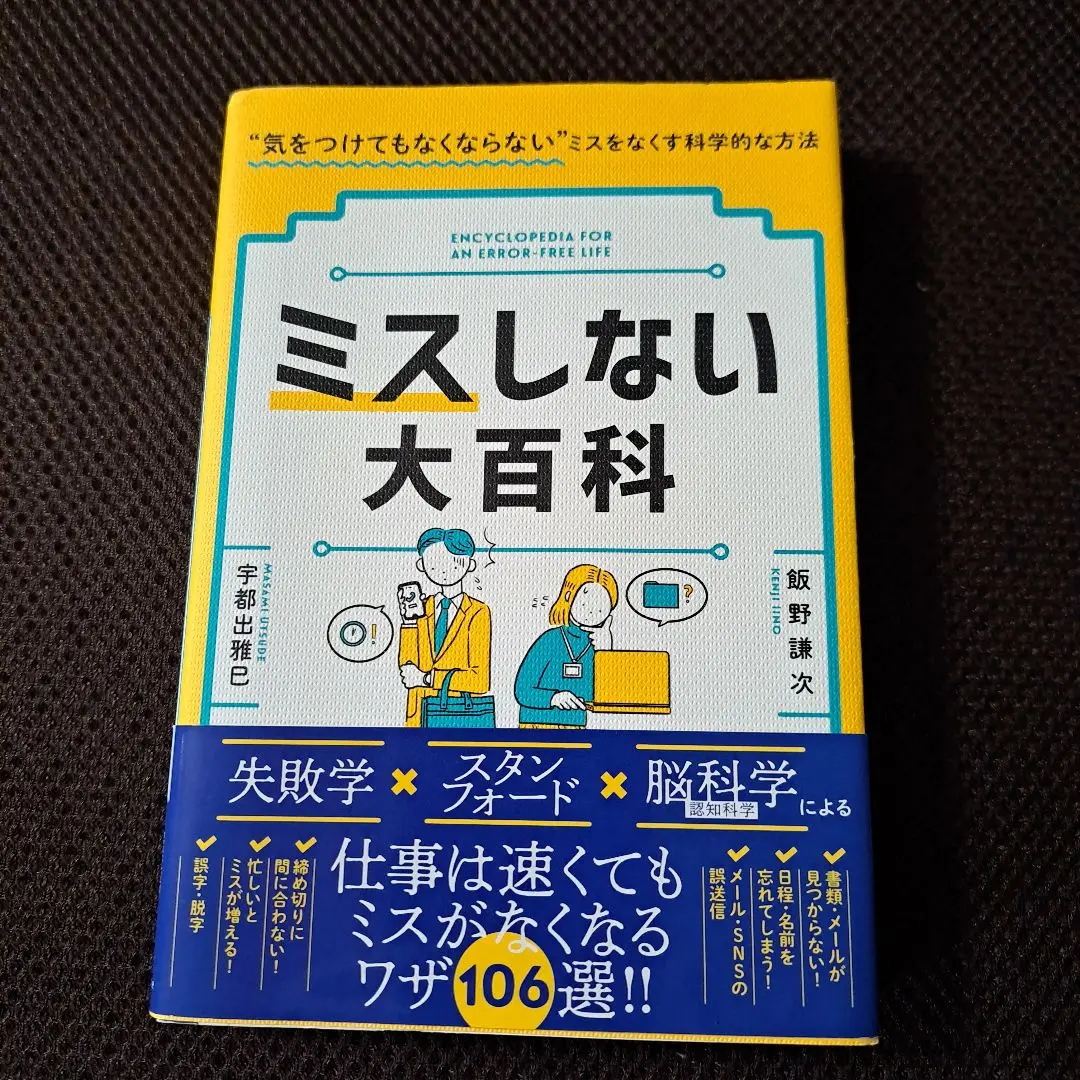 “気をつけてもなくならない”ミスをなくす科学的な方法
ENCYCLOPEDIA FOR
AN ERROR-FREE LIFE
ミスしない
大百科
飯野謙次
KENJI IINO
宇都出雅巳
MASAMI UTSUDE
!
?
失敗学×スタンフォード×脳科学による
認知科学
書類・メールが
見つからない!
日程・名前を
忘れてしまう!
メール・SNSの
誤送信
仕事は速くても
ミスがなくなる
ワザ106選!!
締め切りに
間に合わない!
忙しいと
ミスが増える!
誤字・脱字